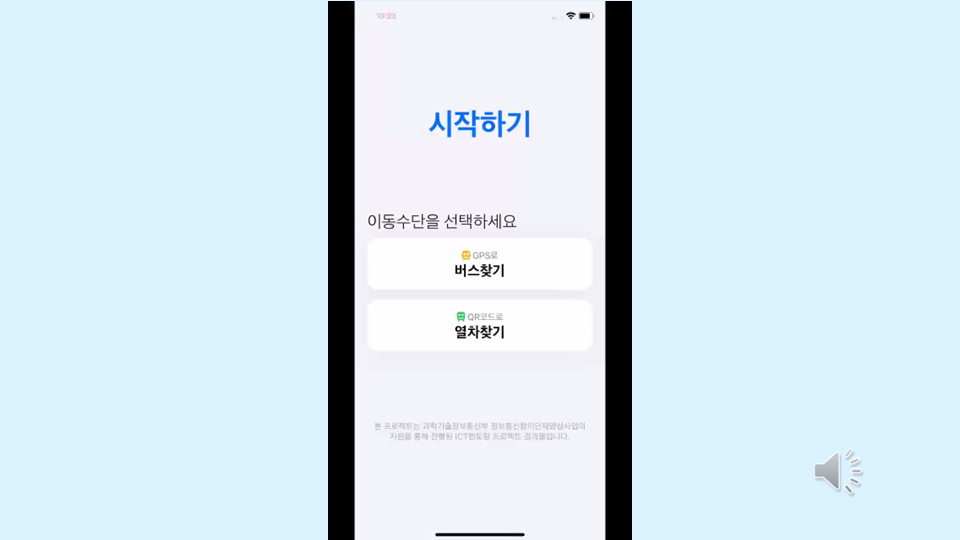 10:23
시작하기
이동수단을 선택하세요
GPS로
버스찾기
QR코드로
열차찾기
본 프로젝트는 과학기술정보통신부 정보통신창의인재양성사업의
지원을 통해 진행된 ICT멘토링 프로젝트 결과물입니다.